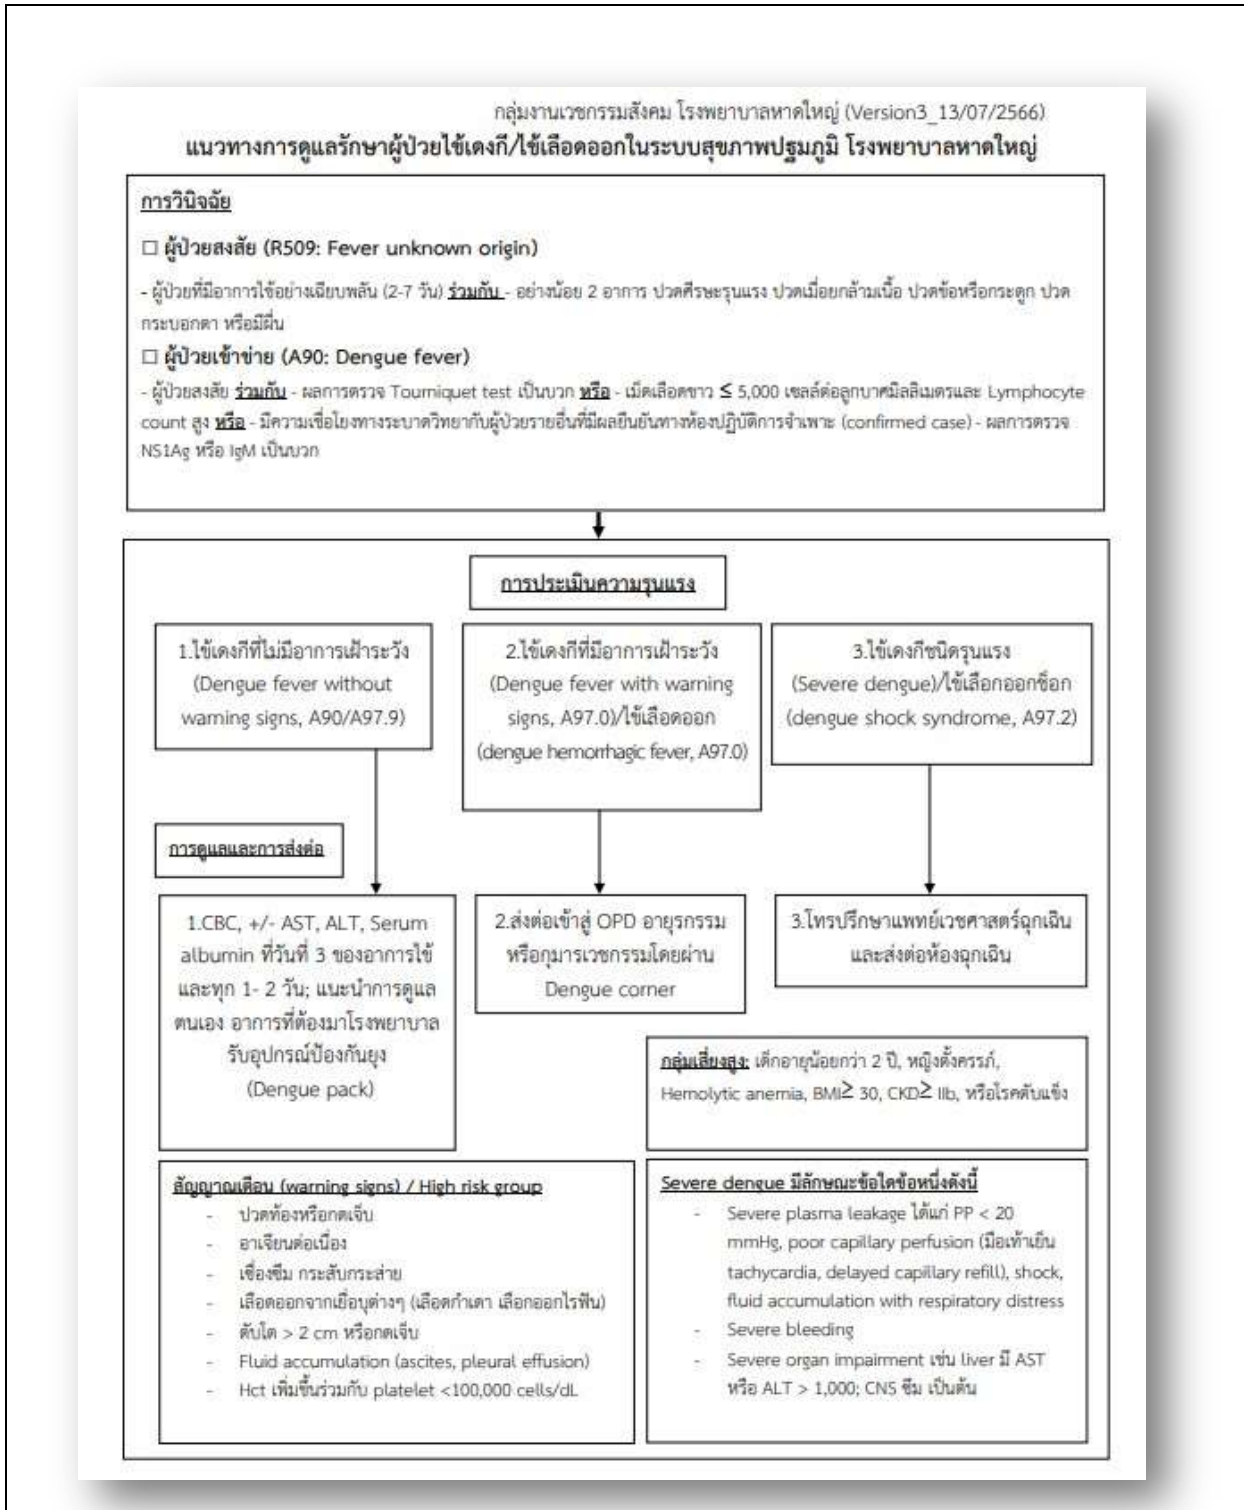 กลุ่มงานเวชกรรมสังคม โรงพยาบาลหาดใหญ่ (Version3_13/07/2566)
แนวทางการดูแลรักษาผู้ป่วยไข้เดงกี/ไข้เลือดออกในระบบสุขภาพปฐมภูมิ โรงพยาบาลหาดใหญ่
การวินิจฉัย
☐ ผู้ป่วยสงสัย (R509: Fever unknown origin)
- ผู้ป่วยที่มีอาการไข้อย่างเฉียบพลัน (2-7 วัน) ร่วมกับ - อย่างน้อย 2 อาการ ปวดศีรษะรุนแรง ปวดเมื่อยกล้ามเนื้อ ปวดข้อหรือกระดูก ปวด
กระบอกตา หรือมีผื่น
☐ ผู้ป่วยเข้าข่าย (A90: Dengue fever)
- ผู้ป่วยสงสัย ร่วมกับ - ผลการตรวจ Tourniquet test เป็นบวก หรือ - เม็ดเลือดขาว ≤ 5,000 เซลล์ต่อลูกบาศมิลลิเมตรและ Lymphocyte
count สูง หรือ - มีความเชื่อโยงทางระบาดวิทยากับผู้ป่วยรายอื่นที่มีผลยืนยันทางห้องปฏิบัติการจำเพาะ (confirmed case) - ผลการตรวจ
NS1Ag หรือ IgM เป็นบวก
การประเมินความรุนแรง
1.ไข้เดงกีที่ไม่มีอาการเฝ้าระวัง
(Dengue fever without
warning signs, A90/A97.9)
2.ไข้เดงกีที่มีอาการเฝ้าระวัง
(Dengue fever with warning
signs, A97.0)/ไข้เลือดออก
(dengue hemorrhagic fever, A97.0)
3.ไข้เดงกีชนิดรุนแรง
(Severe dengue)/ไข้เลือกออกช็อก
(dengue shock syndrome, A97.2)
การดูแลและการส่งต่อ
1.CBC, +/- AST, ALT, Serum
albumin ที่วันที่ 3 ของอาการไข้
และทุก 1- 2 วัน; แนะนำการดูแล
ตนเอง อาการที่ต้องมาโรงพยาบาล
รับอุปกรณ์ป้องกันยุง
(Dengue pack)
2.ส่งต่อเข้าสู่ OPD อายุรกรรม
หรือกุมารเวชกรรมโดยผ่าน
Dengue corner
3.โทรปรึกษาแพทย์เวชศาสตร์ฉุกเฉิน
และส่งต่อห้องฉุกเฉิน
กลุ่มเสี่ยงสูง: เด็กอายุน้อยกว่า 2 ปี, หญิงตั้งครรภ์,
Hemolytic anemia, BMI≥ 30, CKD≥ IIb, หรือโรคตับแข็ง
สัญญาณเตือน (warning signs) / High risk group
- ปวดท้องหรือกดเจ็บ
- อาเจียนต่อเนื่อง
- เซื่องซึม กระสับกระส่าย
- เลือดออกจากเยื่อบุต่างๆ (เลือดกำเดา เลือกออกไรฟัน)
- ตับโต > 2 cm หรือกดเจ็บ
- Fluid accumulation (ascites, pleural effusion)
- Hct เพิ่มขึ้นร่วมกับ platelet <100,000 cells/dL
Severe dengue มีลักษณะข้อใดข้อหนึ่งดังนี้
- Severe plasma leakage ได้แก่ PP < 20
mmHg, poor capillary perfusion (มือเท้าเย็น
tachycardia, delayed capillary refill), shock,
fluid accumulation with respiratory distress
- Severe bleeding
- Severe organ impairment เช่น liver มี AST
หรือ ALT > 1,000; CNS ซึม เป็นต้น